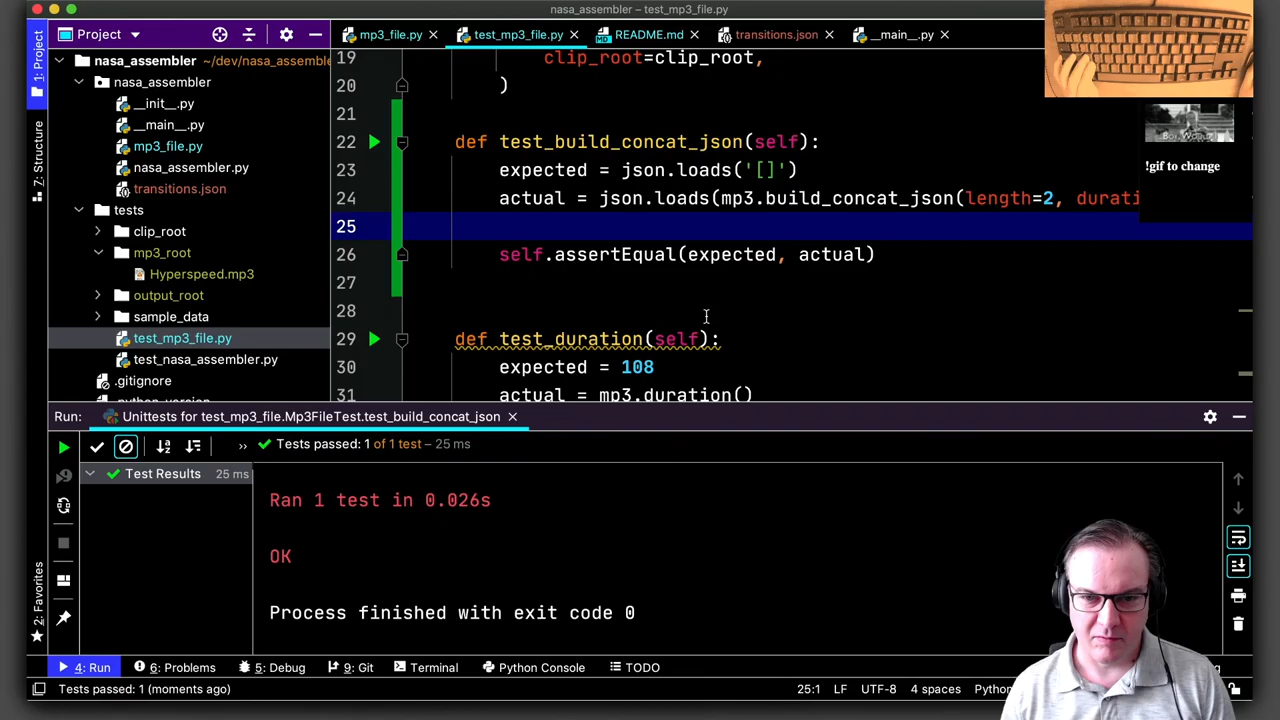 nasa_assembler – test_mp3_file.py
Project
mp3_file.py
test_mp3_file.py
README.md
transitions.json
__main__.py
1: Project
7: Structure
2: Favorites
nasa_assembler ~/dev/nasa_assemble
nasa_assembler
__init__.py
__main__.py
mp3_file.py
nasa_assembler.py
transitions.json
tests
clip_root
mp3_root
Hyperspeed.mp3
output_root
sample_data
test_mp3_file.py
test_nasa_assembler.py
.gitignore
.python_version
19 clip_root=clip_root,
20 )
21
22 def test_build_concat_json(self):
23 expected = json.loads('[]')
24 actual = json.loads(mp3.build_concat_json(length=2, durati
25
26 self.assertEqual(expected, actual)
27
28
29 def test_duration(self):
30 expected = 108
31 actual = mp3.duration()
!gif to change
Run: Unittests for test_mp3_file.Mp3FileTest.test_build_concat_json
Tests passed: 1 of 1 test – 25 ms
Test Results 25 ms
Ran 1 test in 0.026s
OK
Process finished with exit code 0
4: Run
6: Problems
5: Debug
9: Git
Terminal
Python Console
TODO
Tests passed: 1 (moments ago)
25:1 LF UTF-8 4 spaces Python